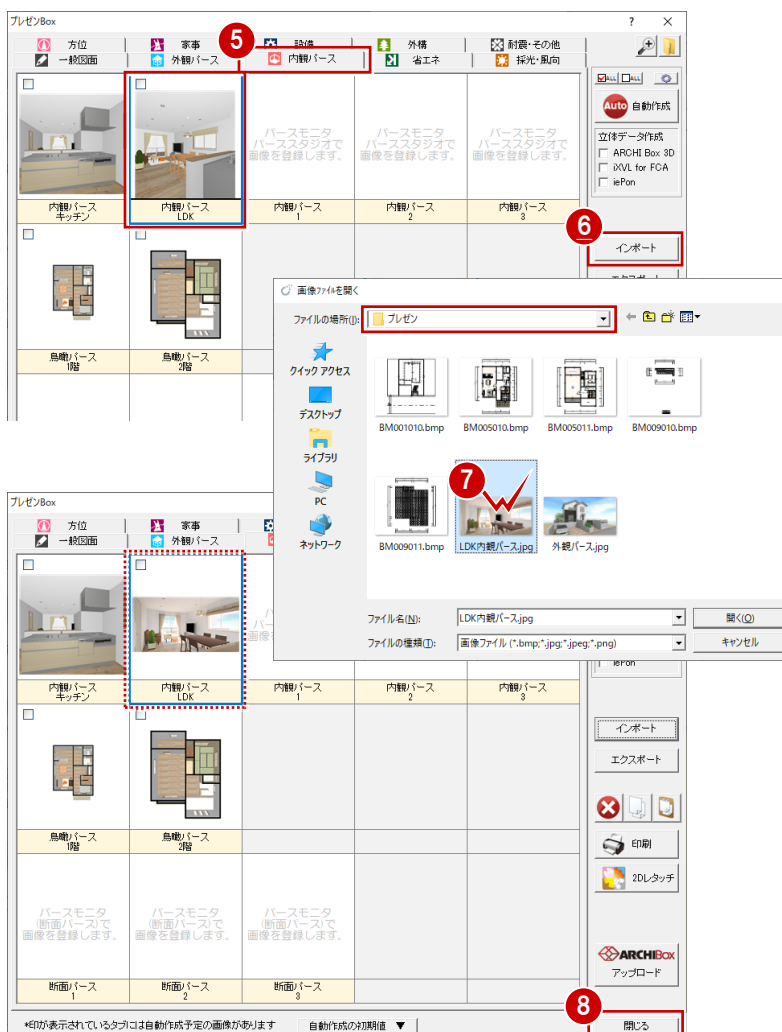 プレゼンBox
? ×
方位
家事
設備
外構
耐震・その他
一般図面
外観パース
内観パース
省エネ
採光・風向
5
ALL ALL
Auto 自動作成
立体データ作成
ARCHI Box 3D
iXVL for FCA
iePon
パースモニタ
パーススタジオで
画像を登録します。
パースモニタ
パーススタジオで
画像を登録します。
パースモニタ
パーススタジオで
画像を登録します。
内観パース
キッチン
内観パース
LDK
内観パース
1
内観パース
2
内観パース
3
6
インポート
エクスポート
鳥瞰パース
1階
鳥瞰パース
2階
画像ファイルを開く
ファイルの場所(I):
プレゼン
クイック アクセス
デスクトップ
ライブラリ
PC
ネットワーク
BM001010.bmp
BM005010.bmp
BM005011.bmp
BM009010.bmp
7
BM009011.bmp
LDK内観パース.jpg
外観パース.jpg
ファイル名(N):
LDK内観パース.jpg
開く(O)
ファイルの種類(T):
画像ファイル (*.bmp;*.jpg;*.jpeg;*.png)
キャンセル
プレゼンBox
方位
家事
一般図面
外観パース
iePon
内観パース
キッチン
内観パース
LDK
内観パース
1
内観パース
2
内観パース
3
インポート
エクスポート
鳥瞰パース
1階
鳥瞰パース
2階
印刷
2Dレタッチ
パースモニタ
(断面パース)で
画像を登録します。
パースモニタ
(断面パース)で
画像を登録します。
パースモニタ
(断面パース)で
画像を登録します。
断面パース
1
断面パース
2
断面パース
3
ARCHIBOX
アップロード
8
*印が表示されているタブには自動作成予定の画像があります
自動作成の初期値 ▼
閉じる